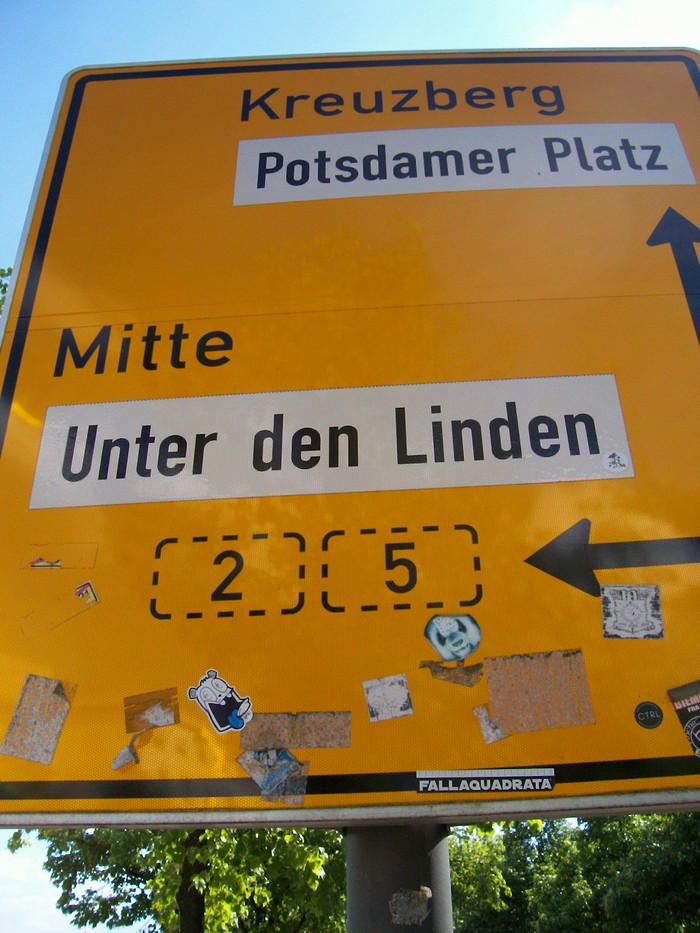 Kreuzberg
Potsdamer Platz
Mitte
Unter den Linden
2 5
CTRL
FALLAQUADRATA